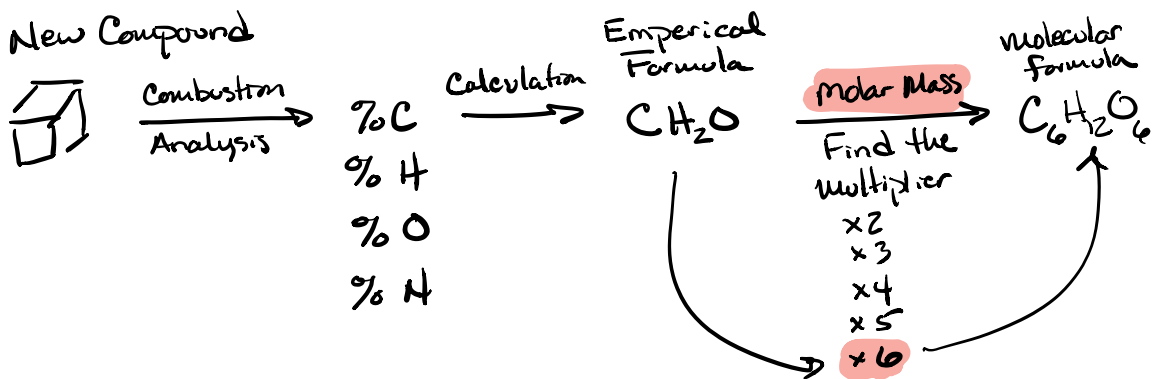 New Compound
Combustion
Analysis
%C
% H
% O
% N
Calculation
Emperical
Formula
CH₂O
Molar Mass
Find the
multiplier
x2
x3
x4
x5
x6
molecular
formula
C₆H₁₂O₆